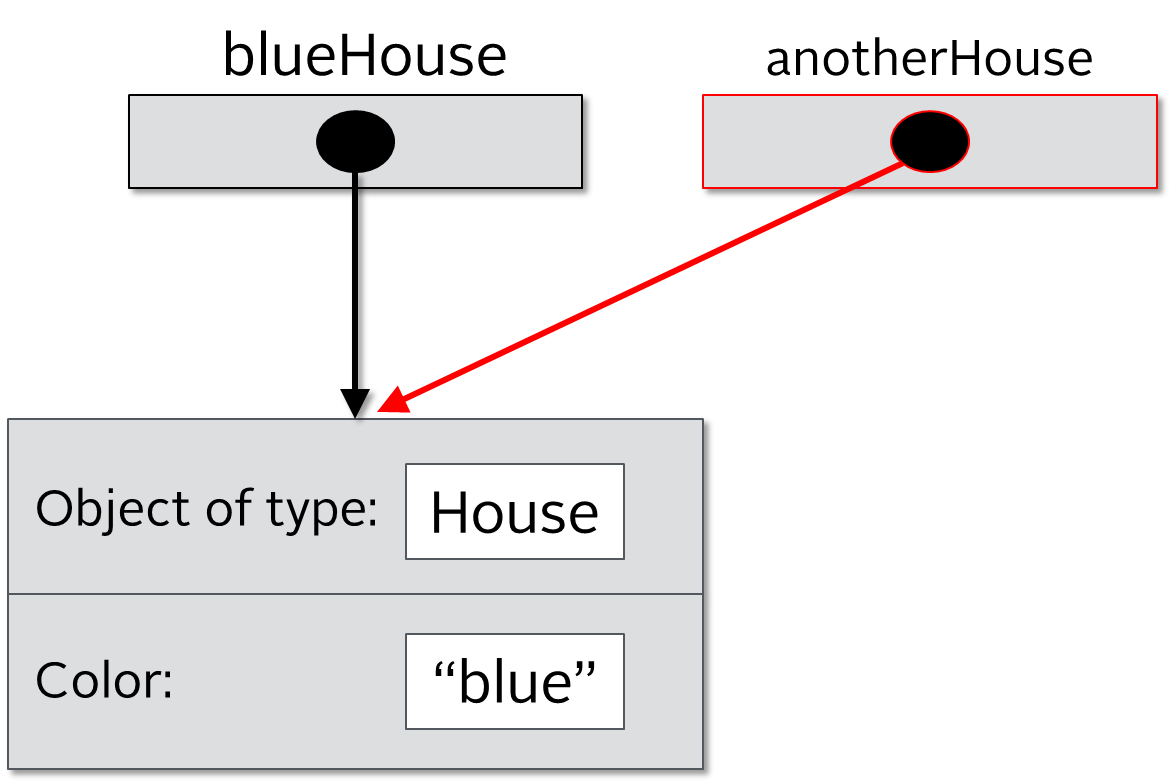 blueHouse
anotherHouse
Object of type: House
Color: “blue”